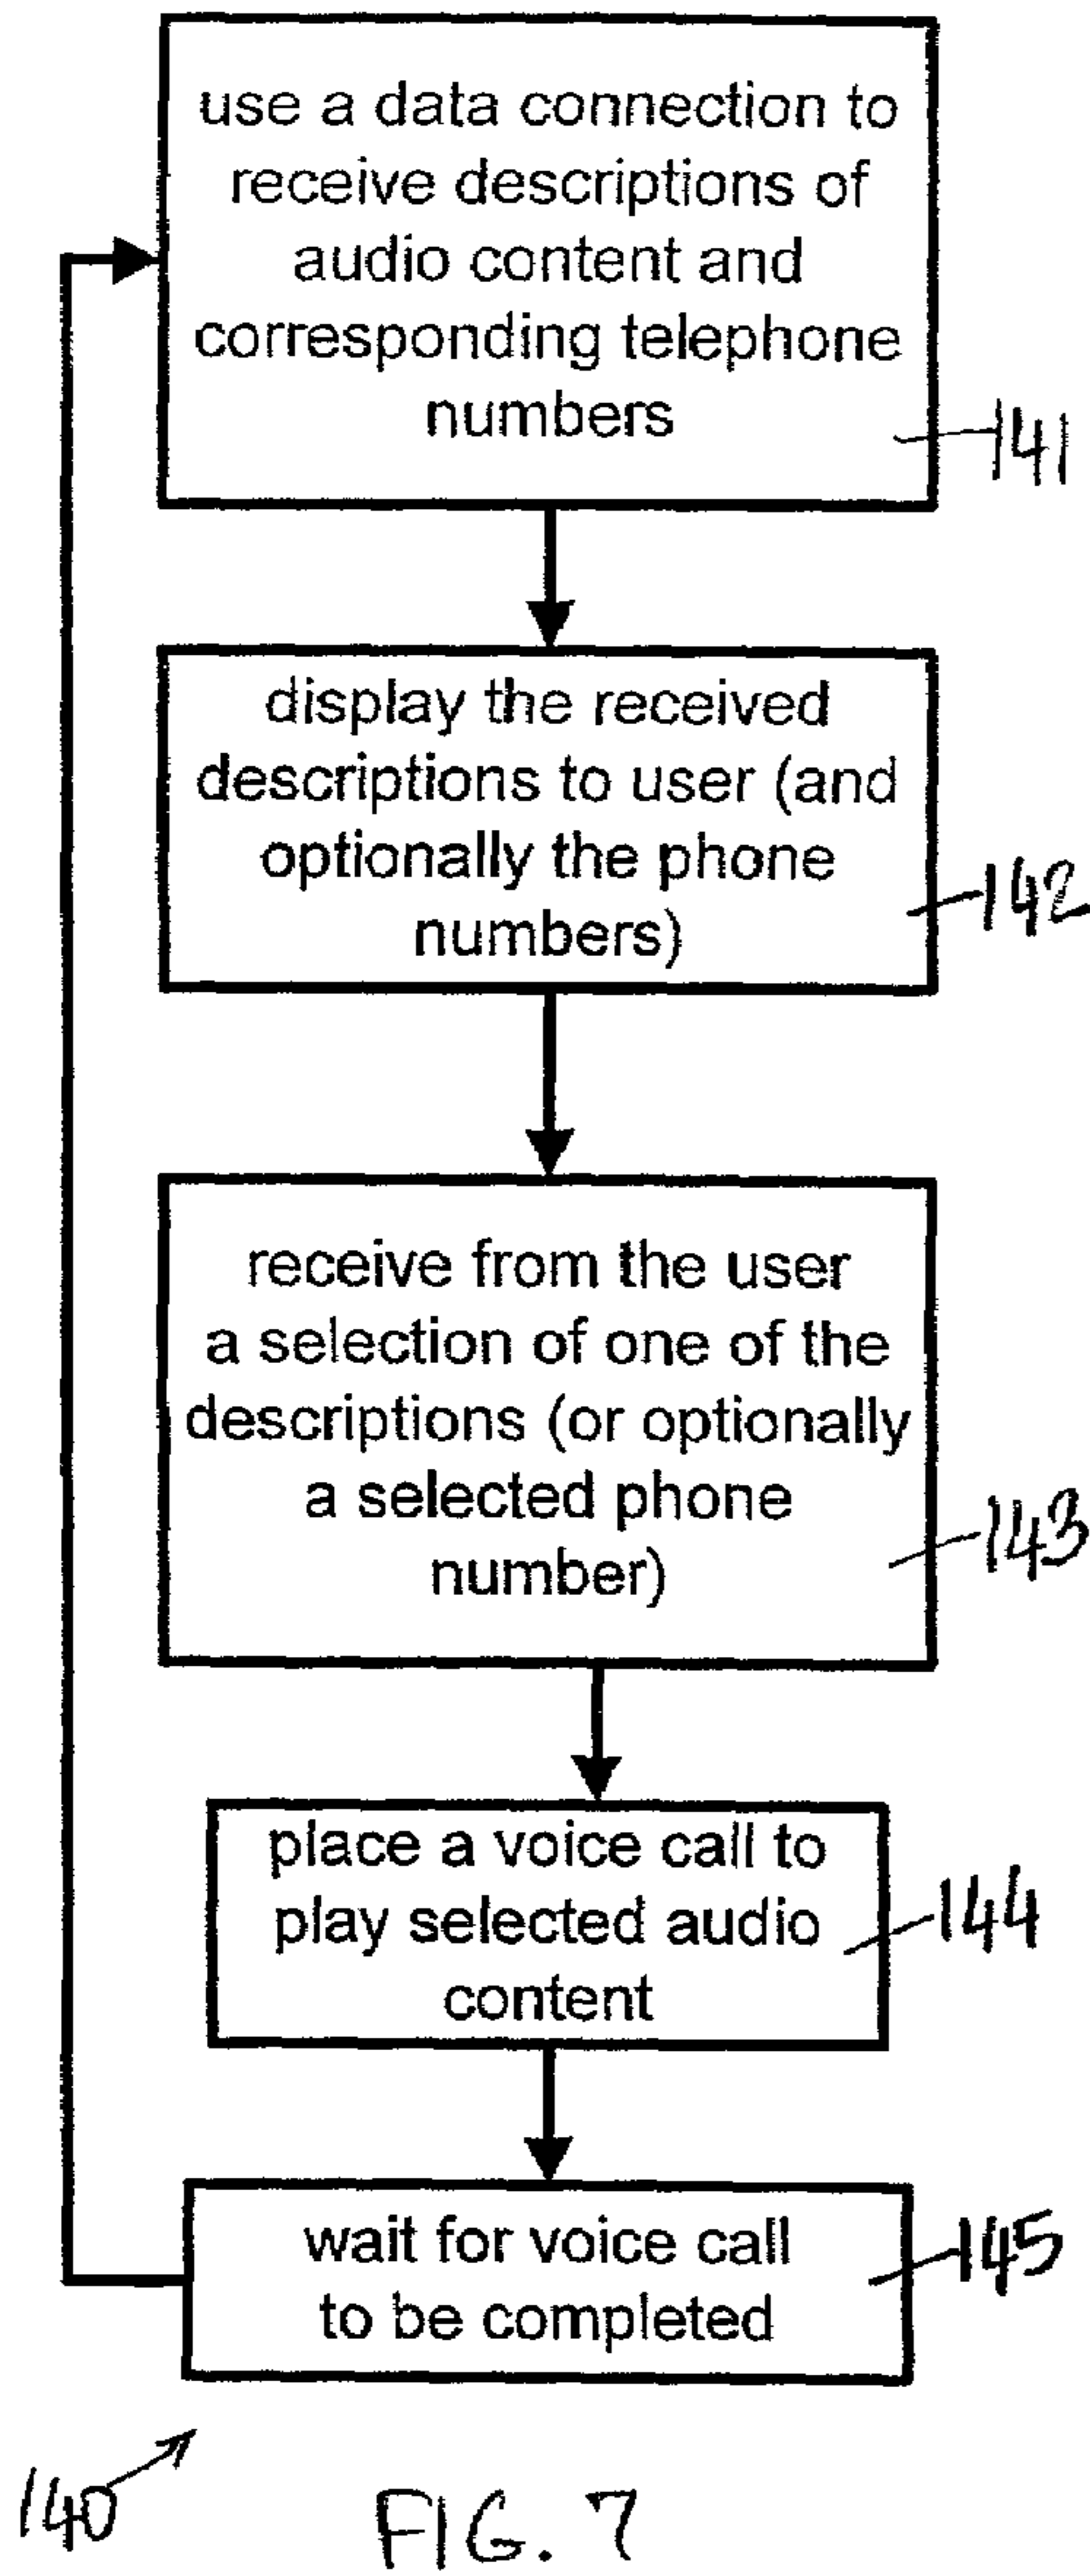 use a data connection to
receive descriptions of
audio content and
corresponding telephone
numbers
141
display the received
descriptions to user (and
optionally the phone
numbers)
142
receive from the user
a selection of one of the
descriptions (or optionally
a selected phone
number)
143
place a voice call to
play selected audio
content
144
wait for voice call
to be completed
145
140
FIG. 7